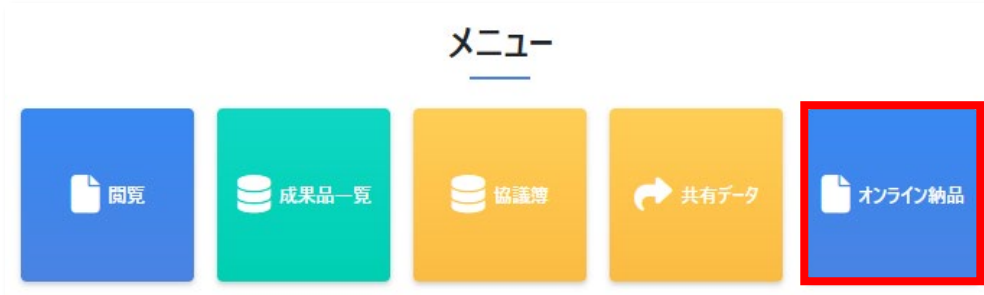 メニュー
閲覧
成果品一覧
協議簿
共有データ
オンライン納品